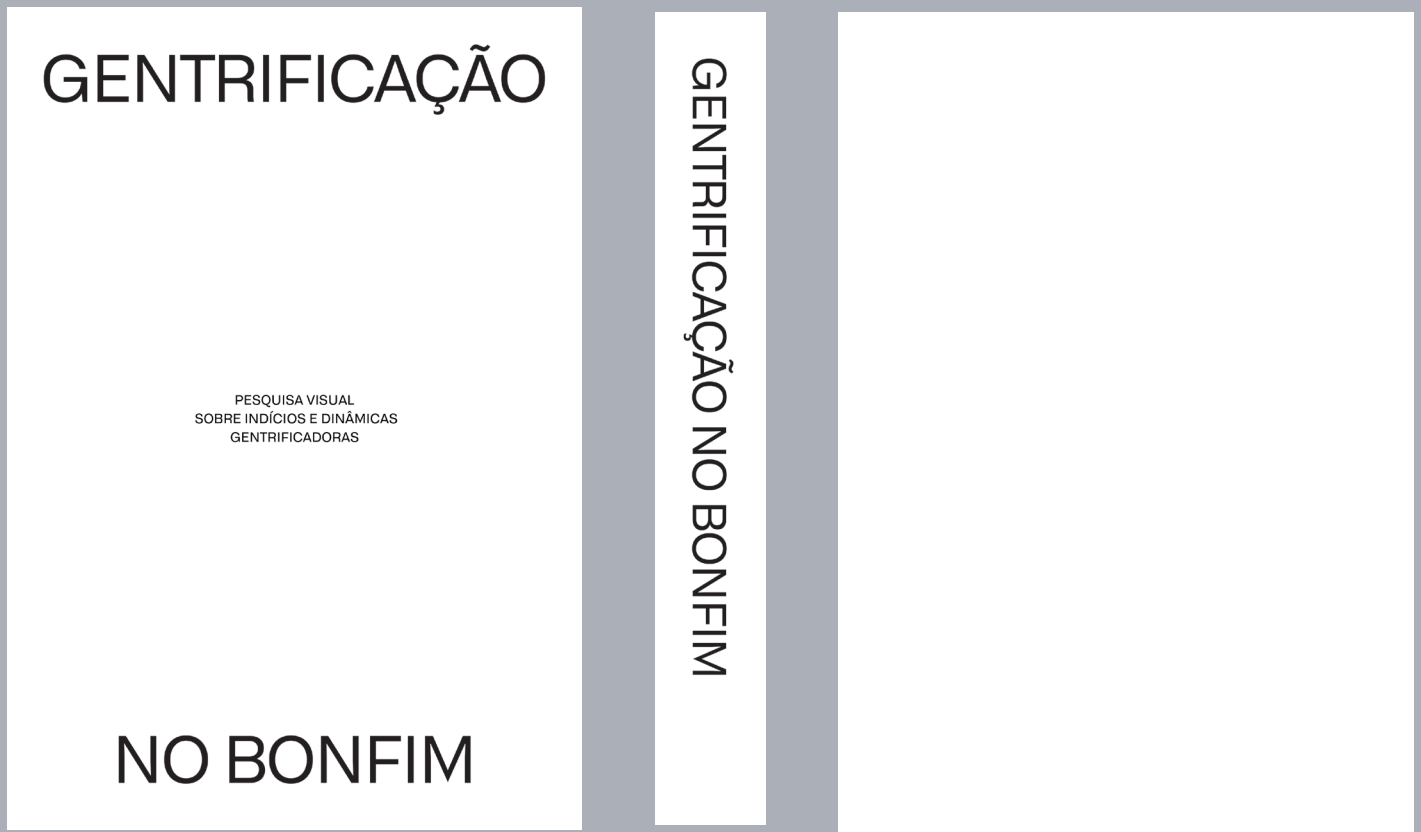 GENTRIFICAÇÃO
PESQUISA VISUAL
SOBRE INDÍCIOS E DINÂMICAS
GENTRIFICADORAS
NO BONFIM
GENTRIFICAÇÃO NO BONFIM